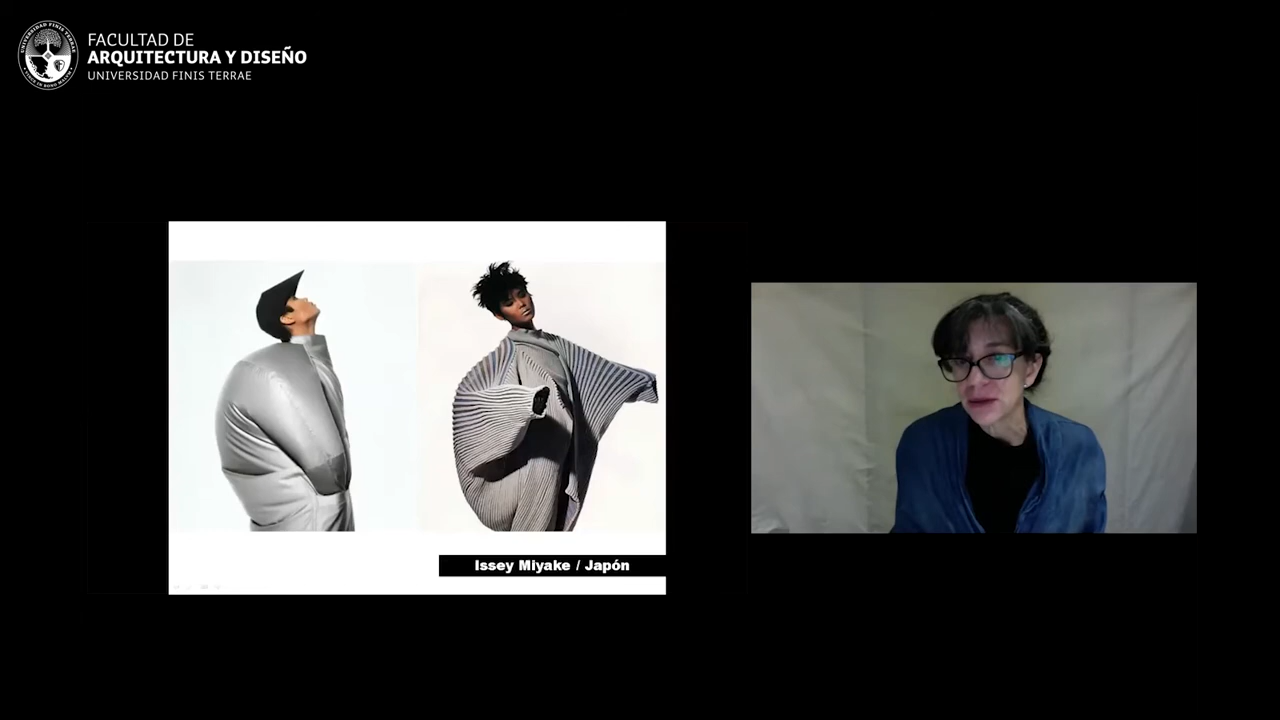 FACULTAD DE
ARQUITECTURA Y DISEÑO
UNIVERSIDAD FINIS TERRAE
Issey Miyake / Japón